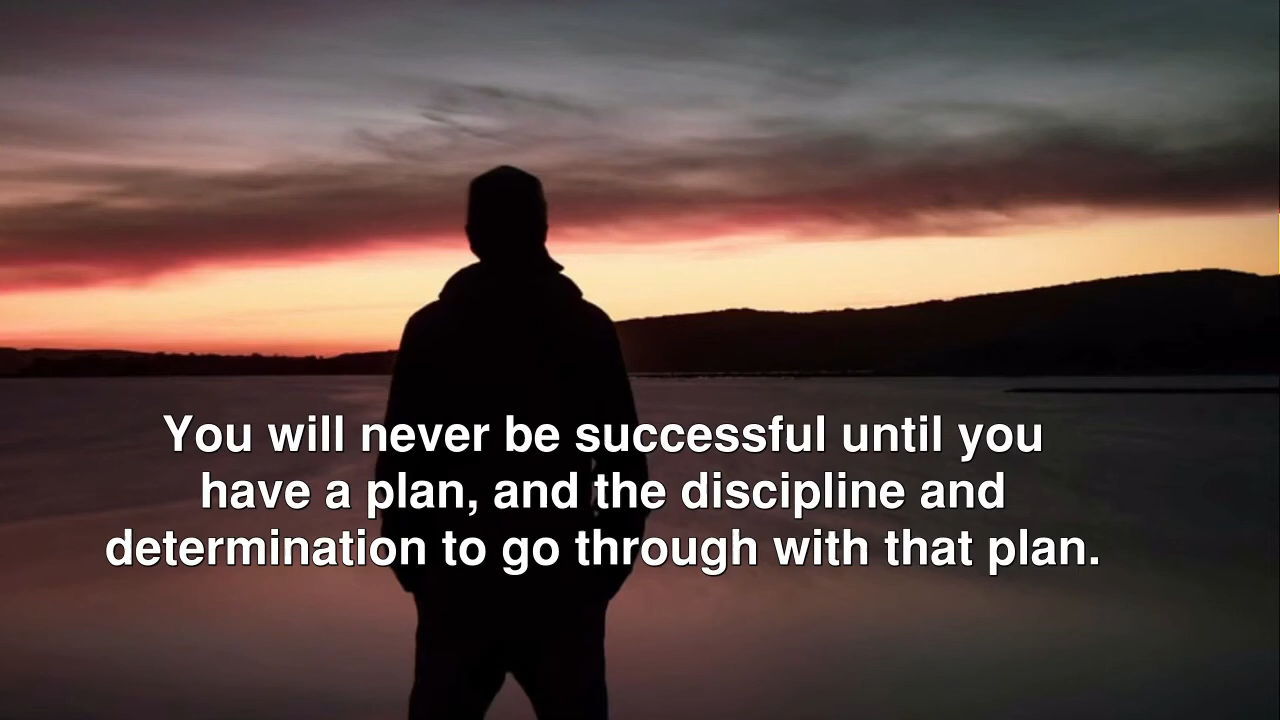 You will never be successful until you
have a plan, and the discipline and
determination to go through with that plan.